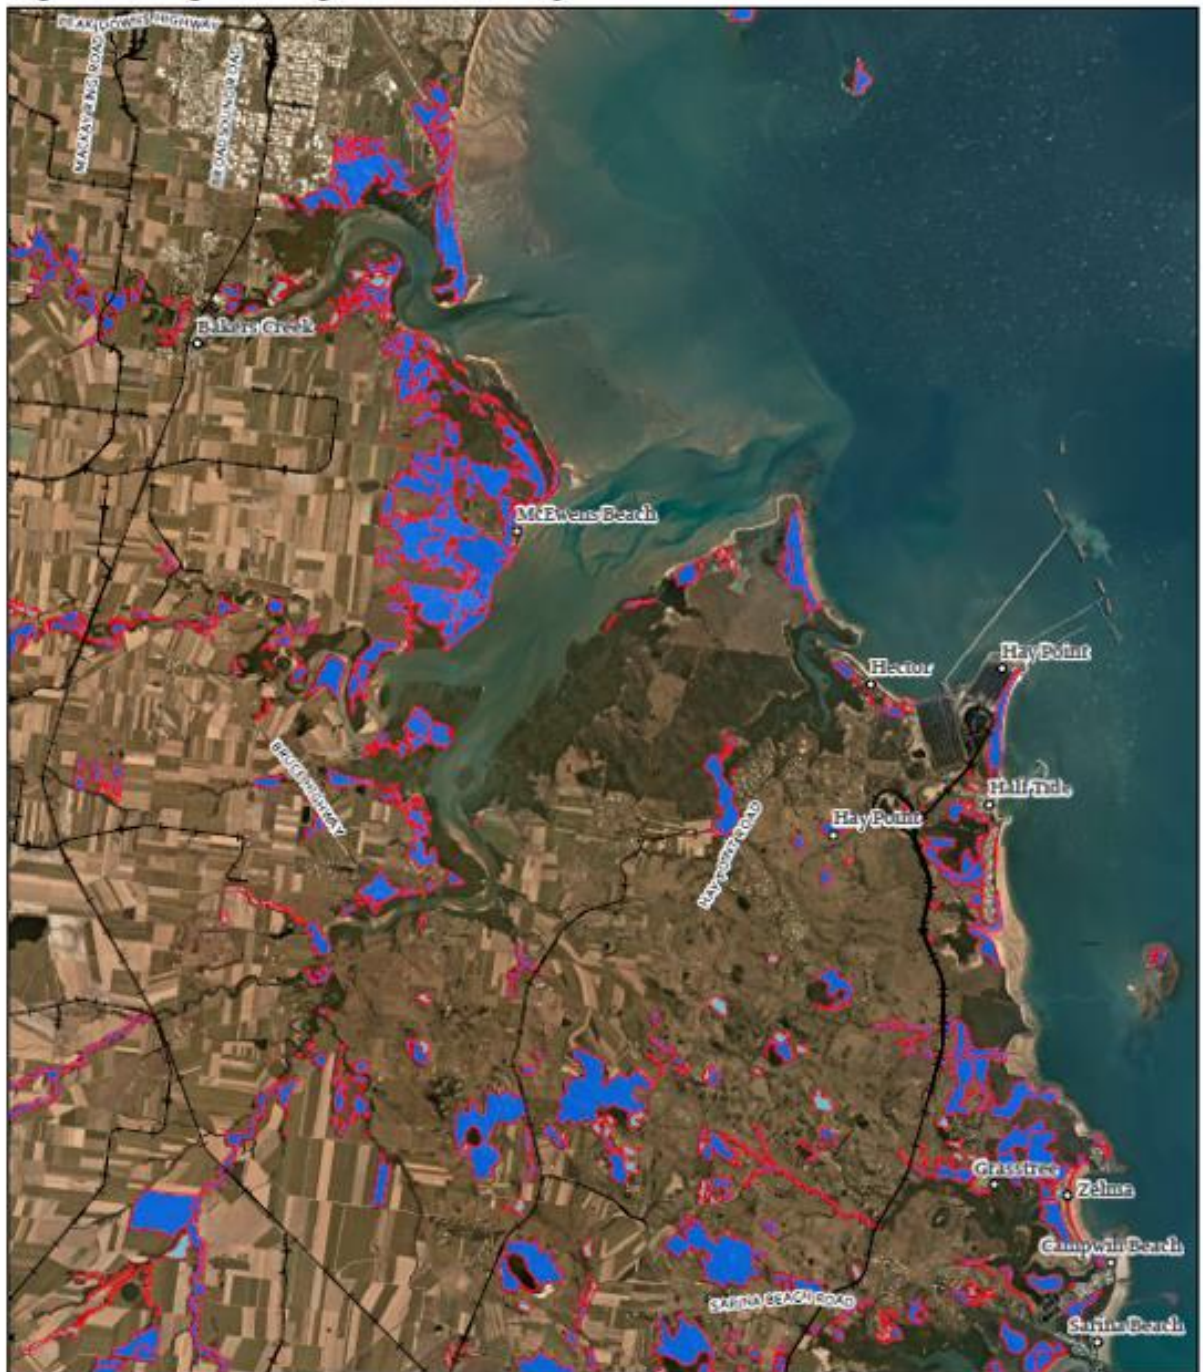 PEAK DOWNS HIGHWAY
MACKAY-KINGS ROAD
BROADSOUND ROAD
Bakers Creek
McEwens Beach
Hector
Hay Point
BRUCE HIGHWAY
Half Tide
Hay Point
HAY POINT ROAD
Grasstree
Zelma
Campwin Beach
SARINA BEACH ROAD
Sarina Beach